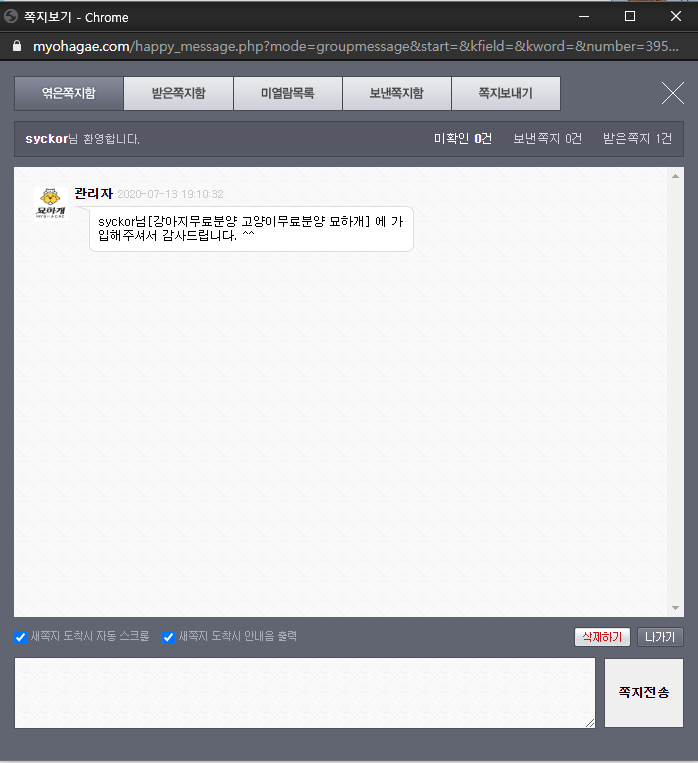 쪽지보기 - Chrome
myohagae.com/happy_message.php?mode=groupmessage&start=&kfield=&kword=&number=395...
엮은쪽지함 받은쪽지함 미열람목록 보낸쪽지함 쪽지보내기
syckor님 환영합니다. 미확인 0건 보낸쪽지 0건 받은쪽지 1건
관리자 2020-07-13 19:10:32
묘하개
MYOHAGAE
syckor님[강아지무료분양 고양이무료분양 묘하개] 에 가
입해주셔서 감사드립니다. ^^
새쪽지 도착시 자동 스크롤 새쪽지 도착시 안내음 출력 삭제하기 나가기
쪽지전송